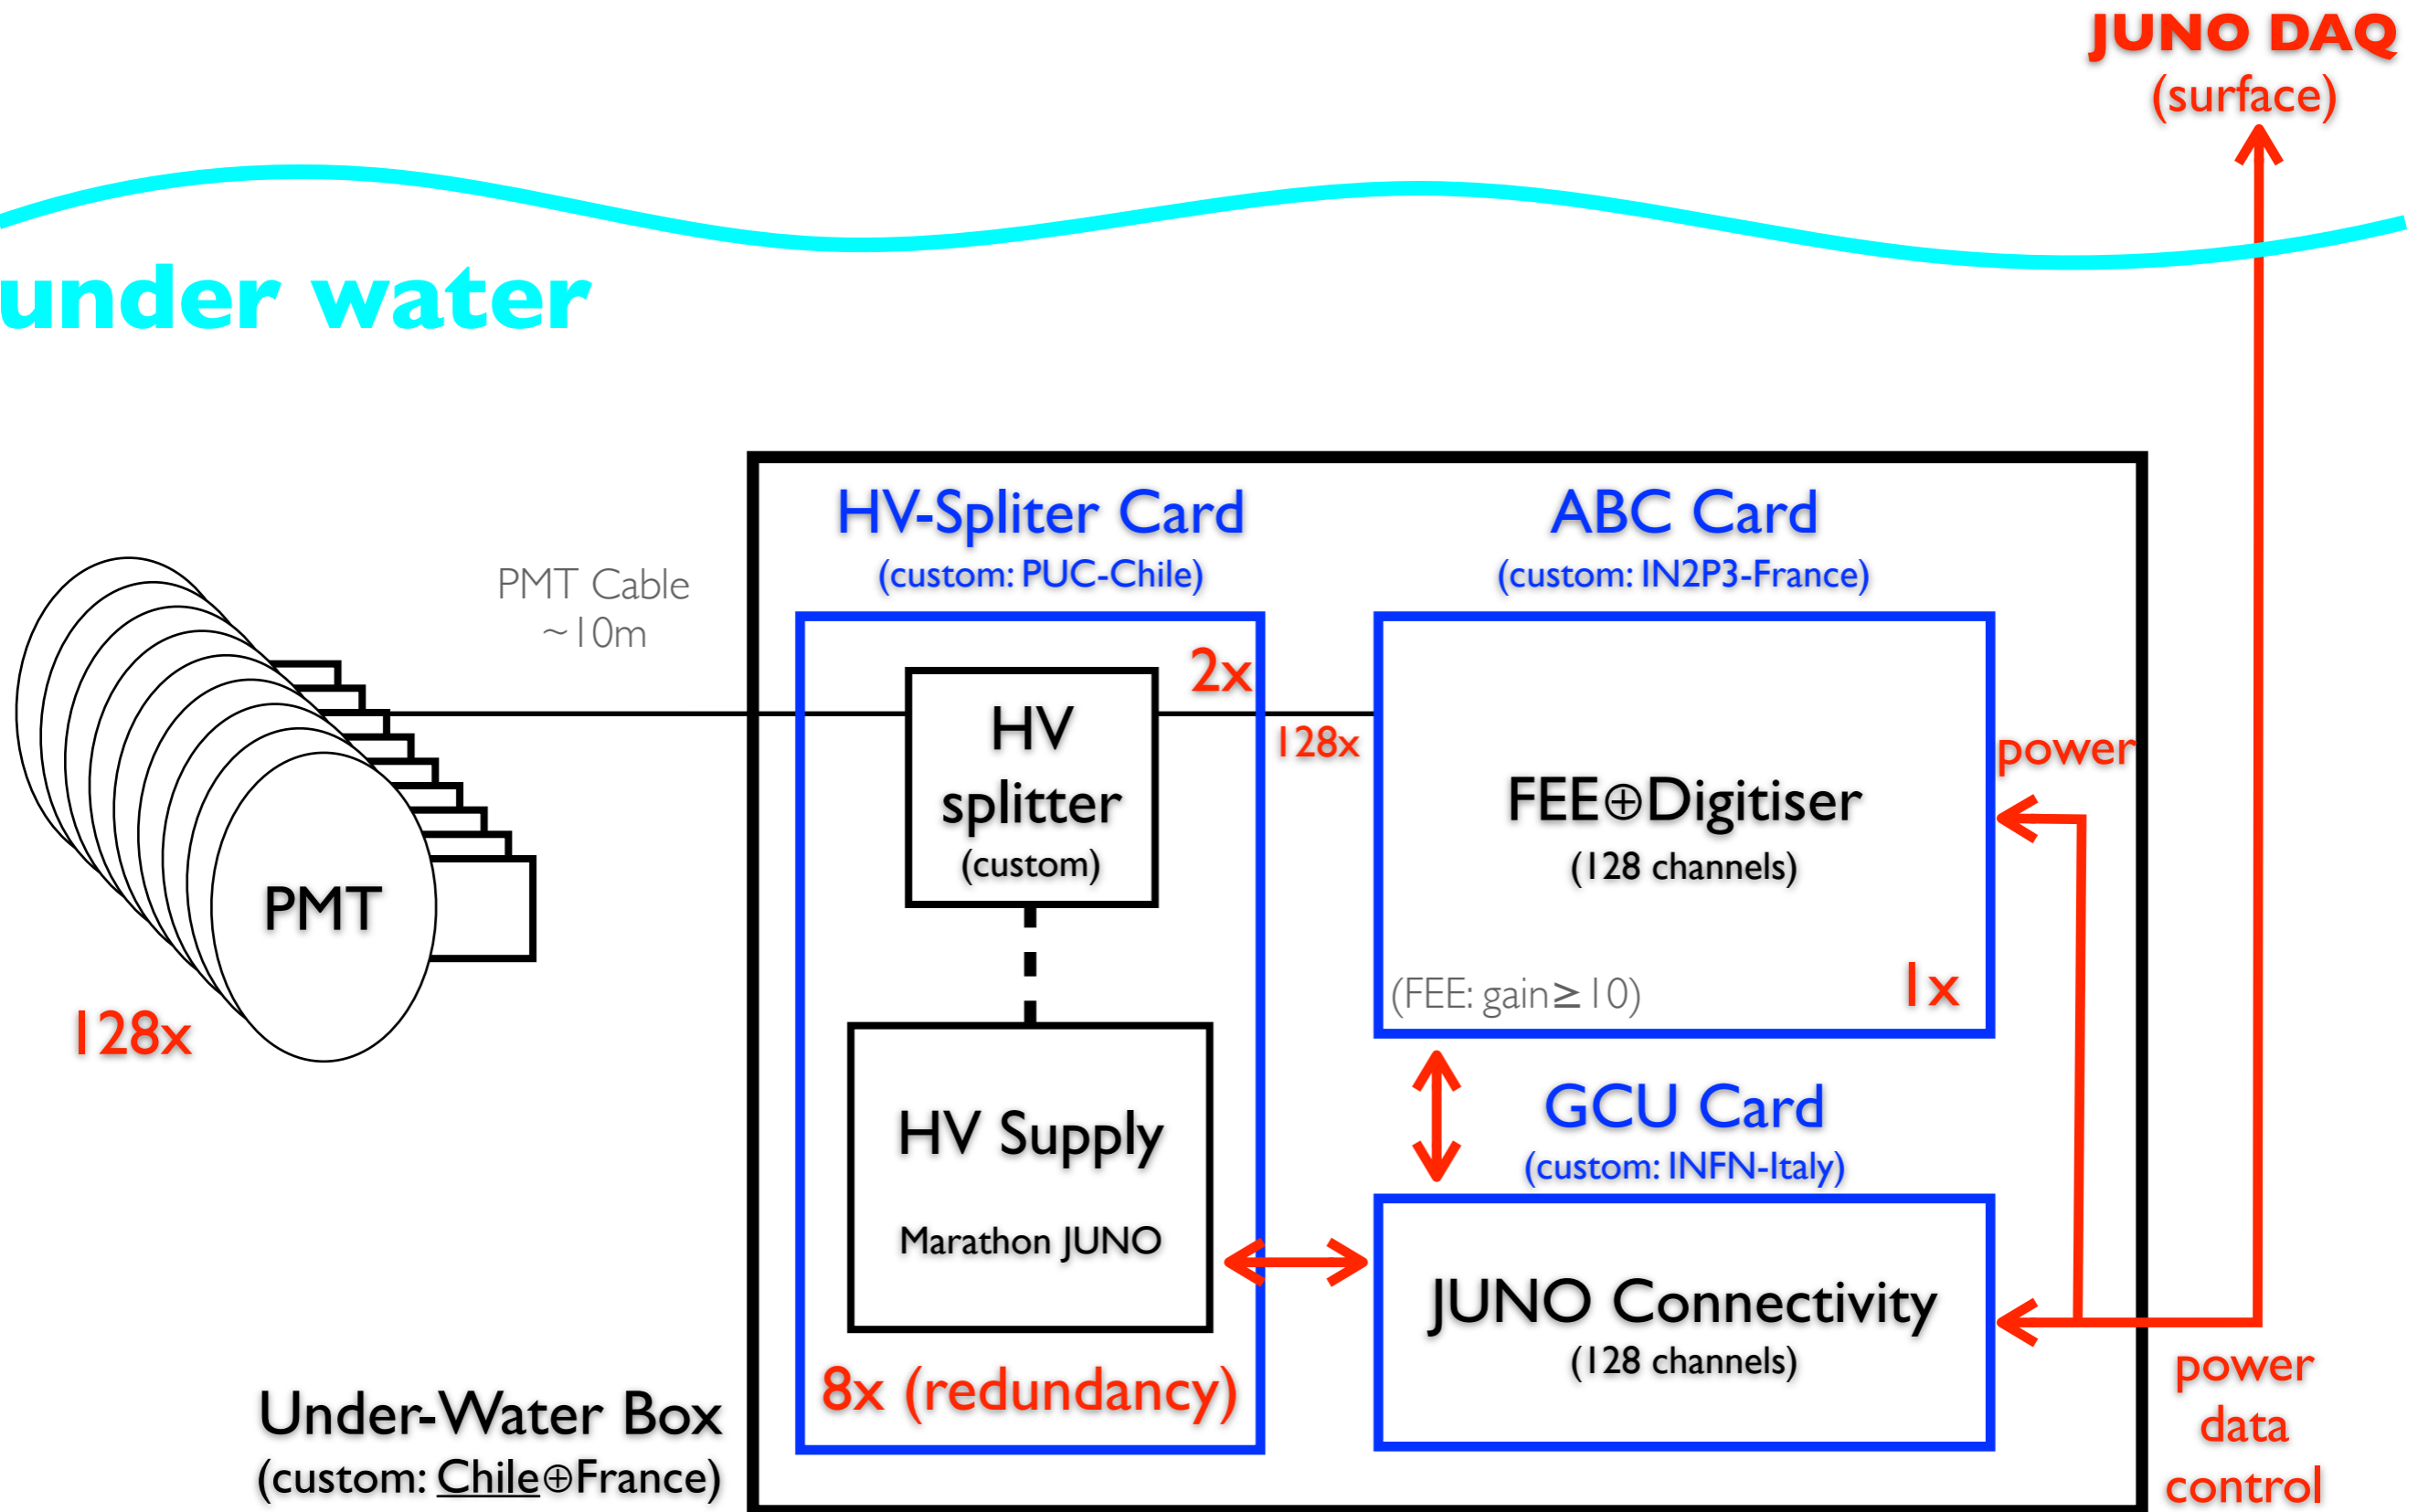 JUNO DAQ
(surface)
under water
HV-Spliter Card
(custom: PUC-Chile)
ABC Card
(custom: IN2P3-France)
PMT Cable
~10m
2x
HV
splitter
(custom)
128x
power
FEE⊕Digitiser
(128 channels)
PMT
(FEE: gain≥10)
1x
128x
HV Supply
Marathon JUNO
GCU Card
(custom: INFN-Italy)
JUNO Connectivity
(128 channels)
8x (redundancy)
Under-Water Box
(custom: Chile⊕France)
power
data
control